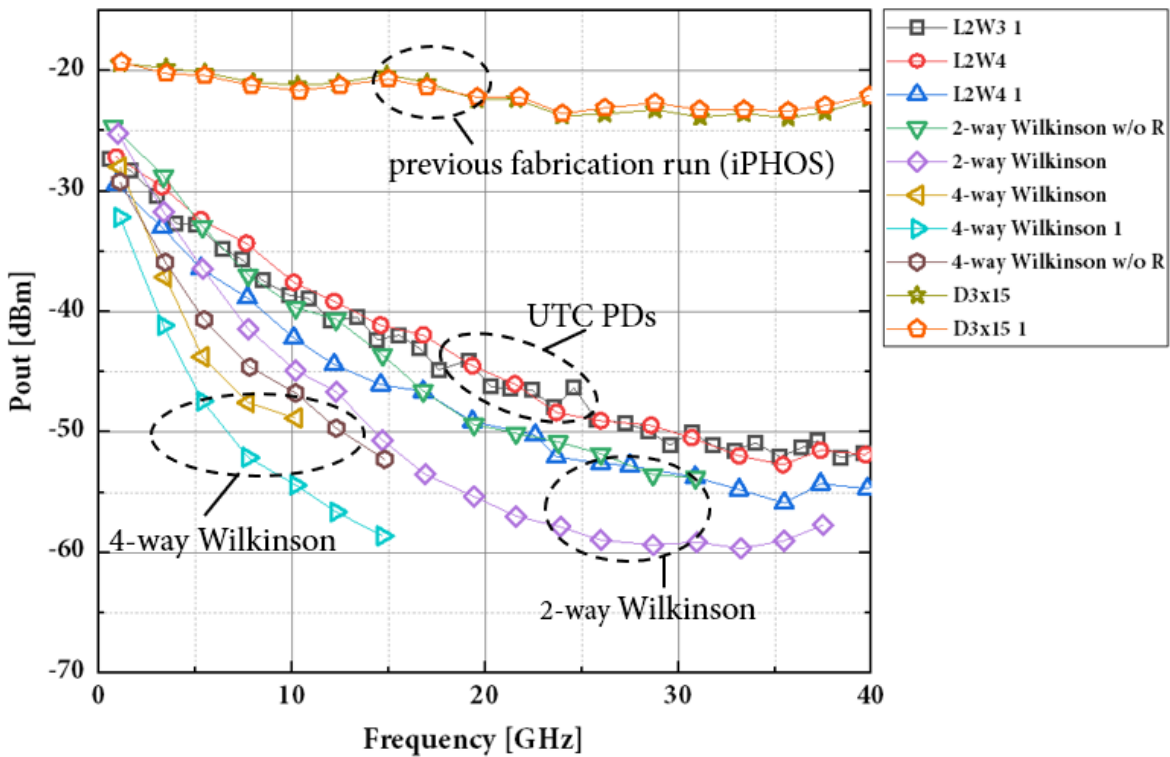 -20
-30
-40
-50
-60
-70
0
10
20
30
40
Pout [dBm]
Frequency [GHz]
previous fabrication run (iPHOS)
UTC PDs
4-way Wilkinson
2-way Wilkinson
L2W3 1
L2W4
L2W4 1
2-way Wilkinson w/o R
2-way Wilkinson
4-way Wilkinson
4-way Wilkinson 1
4-way Wilkinson w/o R
D3x15
D3x15 1